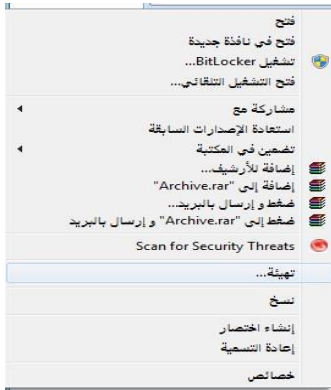 فتح
فتح في نافذة جديدة
تشغيل BitLocker...
فتح التشغيل التلقائي...
مشاركة مع
استعادة الإصدارات السابقة
تضمين في المكتبة
إضافة للأرشيف...
إضافة إلى "Archive.rar"
ضغط و إرسال بالبريد...
ضغط إلى "Archive.rar" و إرسال بالبريد
Scan for Security Threats
تهيئة...
نسخ
إنشاء اختصار
إعادة التسمية
خصائص